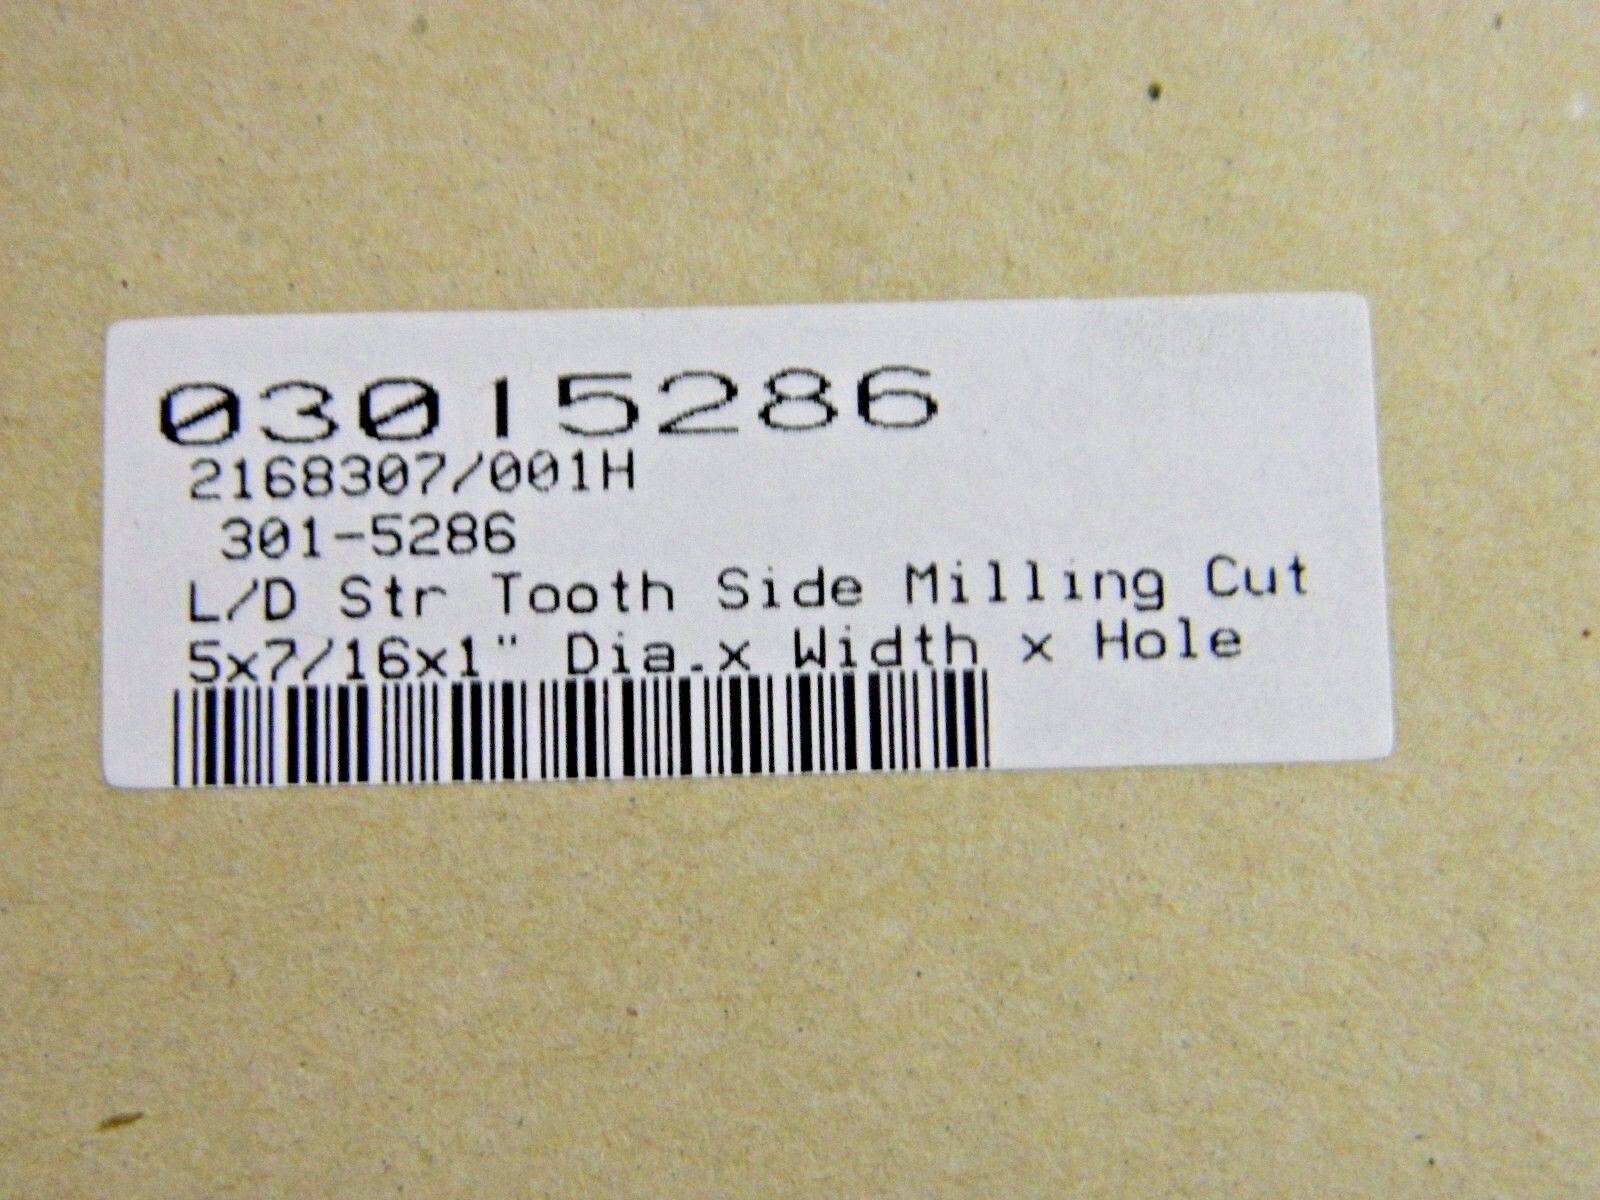 03015286
2168307/001H
301-5286
L/D Str Tooth Side Milling Cut
5x7/16x1" Dia.x Width x Hole